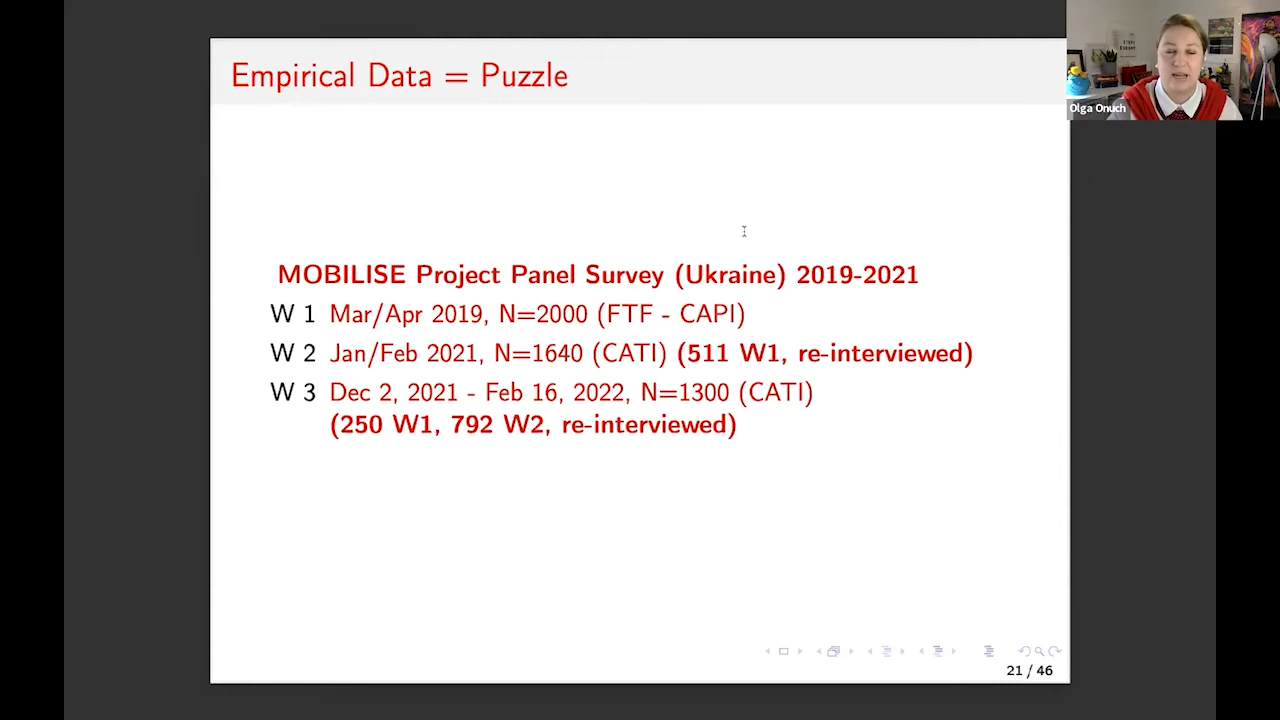 Empirical Data = Puzzle
Olga Onuch
MOBILISE Project Panel Survey (Ukraine) 2019-2021
W 1 Mar/Apr 2019, N=2000 (FTF - CAPI)
W 2 Jan/Feb 2021, N=1640 (CATI) (511 W1, re-interviewed)
W 3 Dec 2, 2021 - Feb 16, 2022, N=1300 (CATI)
(250 W1, 792 W2, re-interviewed)
21 / 46